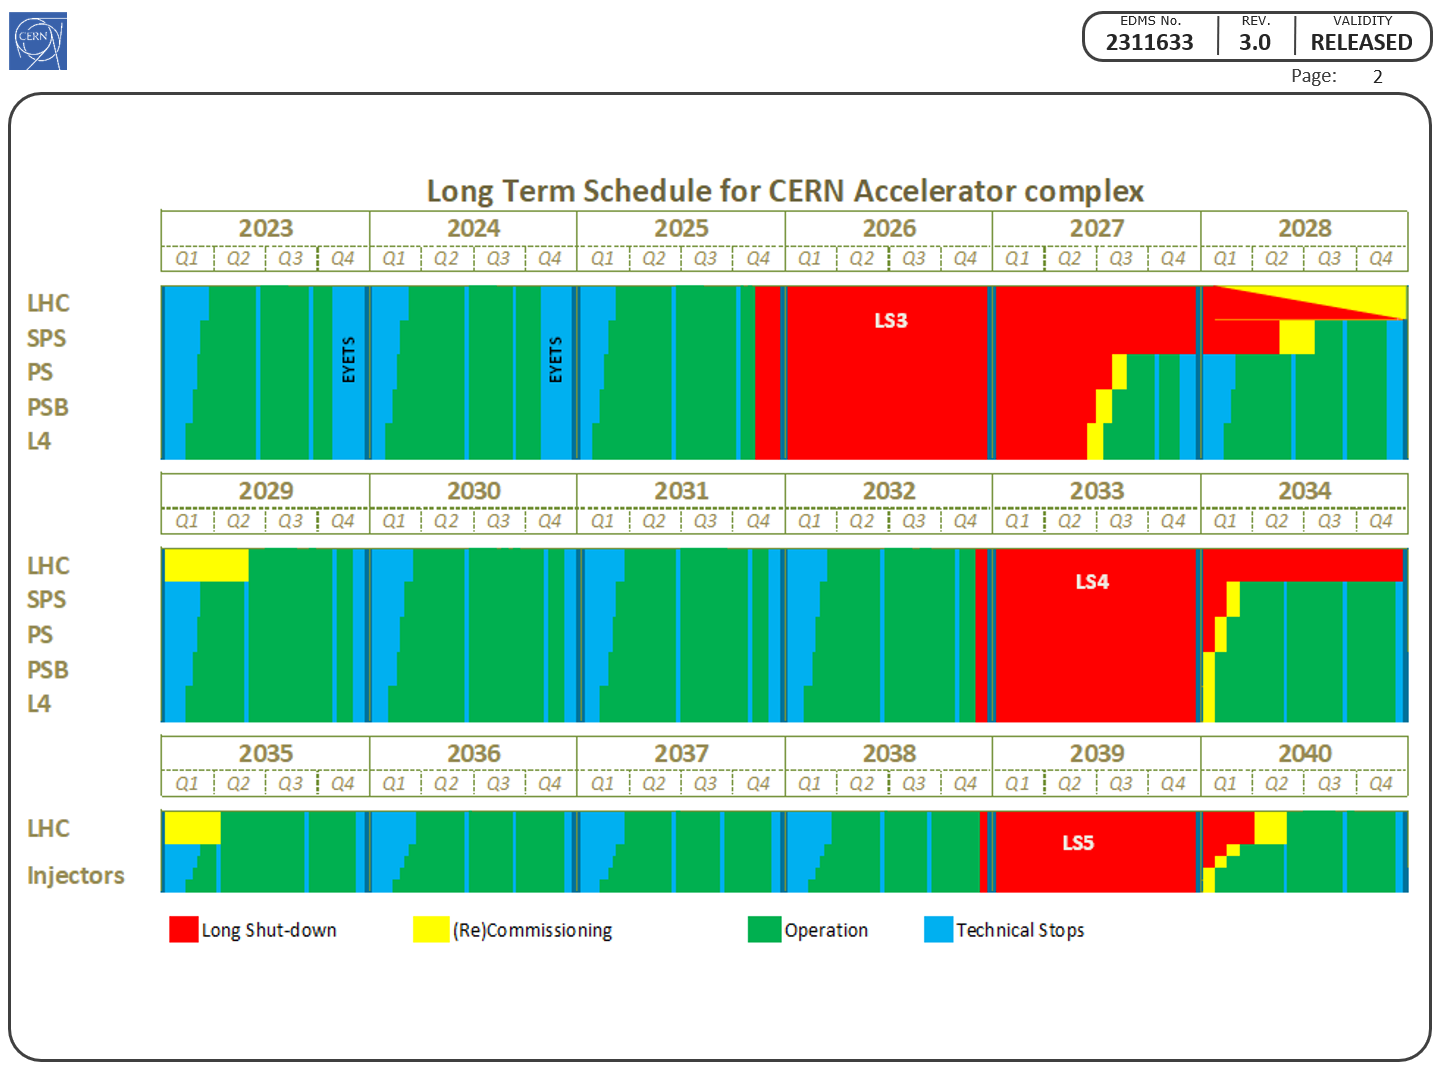 CERN
EDMS No. REV. VALIDITY
2311633 3.0 RELEASED
Page: 2
Long Term Schedule for CERN Accelerator complex
2023 2024 2025 2026 2027 2028
Q1 Q2 Q3 Q4 Q1 Q2 Q3 Q4 Q1 Q2 Q3 Q4 Q1 Q2 Q3 Q4 Q1 Q2 Q3 Q4 Q1 Q2 Q3 Q4
LHC
LS3
SPS
EYETS EYETS
PS
PSB
L4
2029 2030 2031 2032 2033 2034
Q1 Q2 Q3 Q4 Q1 Q2 Q3 Q4 Q1 Q2 Q3 Q4 Q1 Q2 Q3 Q4 Q1 Q2 Q3 Q4 Q1 Q2 Q3 Q4
LHC
LS4
SPS
PS
PSB
L4
2035 2036 2037 2038 2039 2040
Q1 Q2 Q3 Q4 Q1 Q2 Q3 Q4 Q1 Q2 Q3 Q4 Q1 Q2 Q3 Q4 Q1 Q2 Q3 Q4 Q1 Q2 Q3 Q4
LHC
LS5
Injectors
Long Shut-down (Re)Commissioning Operation Technical Stops